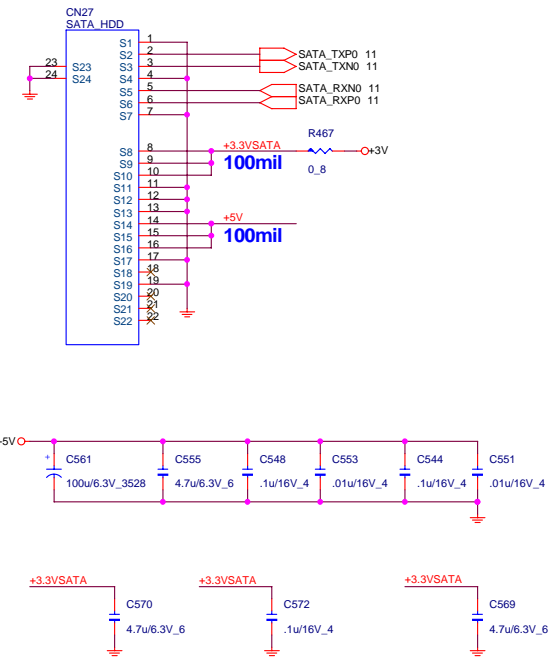 CN27
SATA_HDD
S1 1
S2 2
S3 3
S4 4
S5 5
S6 6
S7 7
23 S23
24 S24
SATA_TXP0 11
SATA_TXN0 11
SATA_RXN0 11
SATA_RXP0 11
S8 8
S9 9
S10 10
S11 11
S12 12
S13 13
S14 14
S15 15
S16 16
S17 17
S18 18
S19 19
S20 20
S21 21
S22 22
+3.3VSATA
100mil
R467
0_8
+3V
+5V
100mil
+5V
+
C561
100u/6.3V_3528
C555
4.7u/6.3V_6
C548
.1u/16V_4
C553
.01u/16V_4
C544
.1u/16V_4
C551
.01u/16V_4
+3.3VSATA
C570
4.7u/6.3V_6
+3.3VSATA
C572
.1u/16V_4
+3.3VSATA
C569
4.7u/6.3V_6